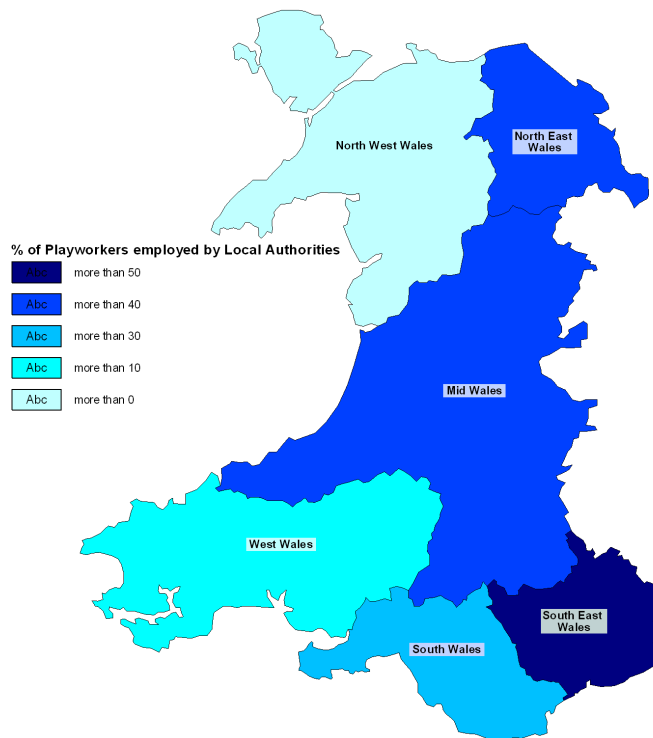 North West Wales
North East
Wales
% of Playworkers employed by Local Authorities
Abc more than 50
Abc more than 40
Abc more than 30
Abc more than 10
Abc more than 0
Mid Wales
West Wales
South East
Wales
South Wales